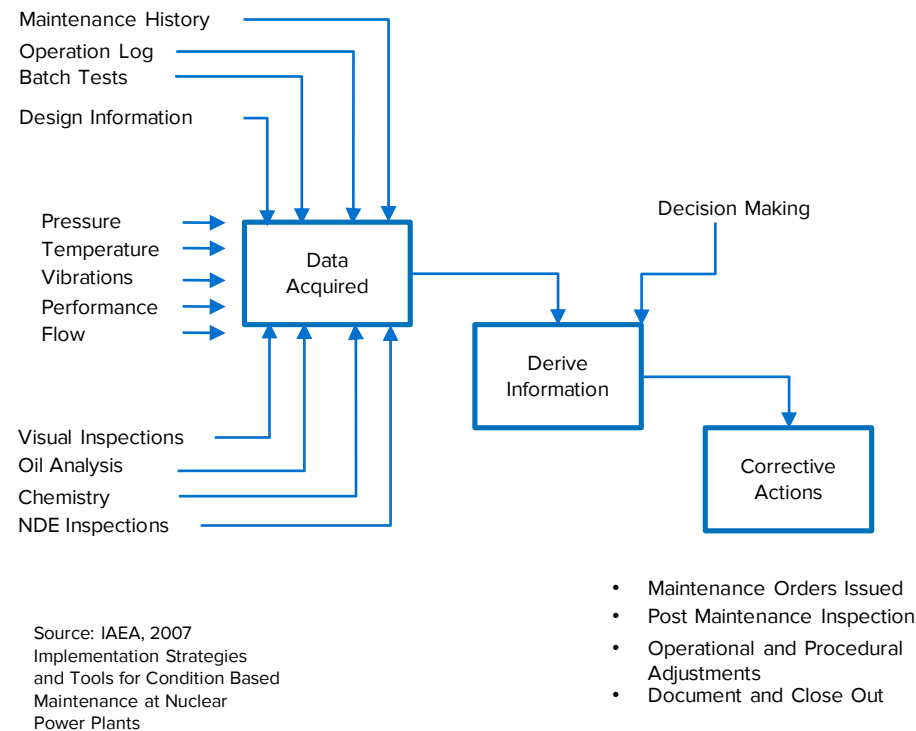 Maintenance History
Operation Log
Batch Tests
Design Information
Pressure
Temperature
Vibrations
Performance
Flow
Data
Acquired
Decision Making
Derive
Information
Visual Inspections
Oil Analysis
Chemistry
NDE Inspections
Corrective
Actions
• Maintenance Orders Issued
• Post Maintenance Inspection
• Operational and Procedural
Adjustments
• Document and Close Out
Source: IAEA, 2007
Implementation Strategies
and Tools for Condition Based
Maintenance at Nuclear
Power Plants